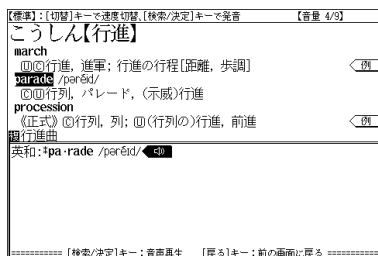 【標準】:[切替]キーで速度切替、[検索/決定]キーで発音 【音量 4/9】
こうしん【行進】
march
ⓊⒸ行進, 進軍; 行進の行程[距離, 歩調] 例
parade /pəréid/
ⒸⓊ行列, パレード, (示威)行進
procession
《正式》Ⓒ行列, 列; Ⓤ(行列の)行進, 前進 例
行進曲
英和:‡pa·rade /pəréid/
========== [検索/決定]キー:音声再生 [戻る]キー:前の画面に戻る ==========